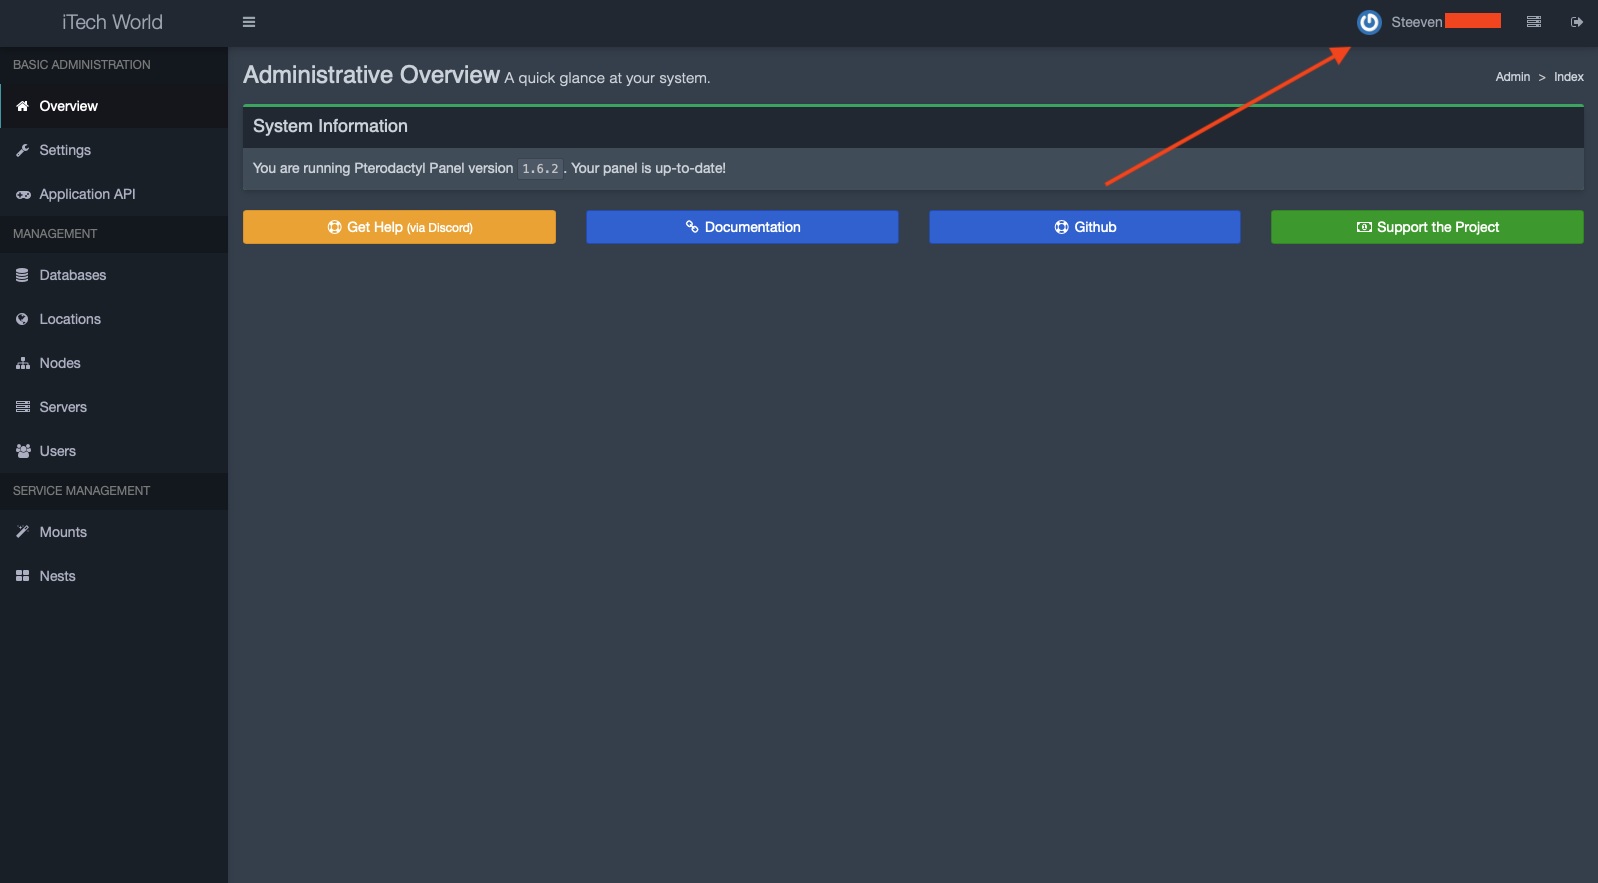 iTech World
Steeven
BASIC ADMINISTRATION
Overview
Settings
Application API
MANAGEMENT
Databases
Locations
Nodes
Servers
Users
SERVICE MANAGEMENT
Mounts
Nests
Administrative Overview A quick glance at your system.
Admin > Index
System Information
You are running Pterodactyl Panel version 1.6.2. Your panel is up-to-date!
Get Help (via Discord)
Documentation
Github
Support the Project